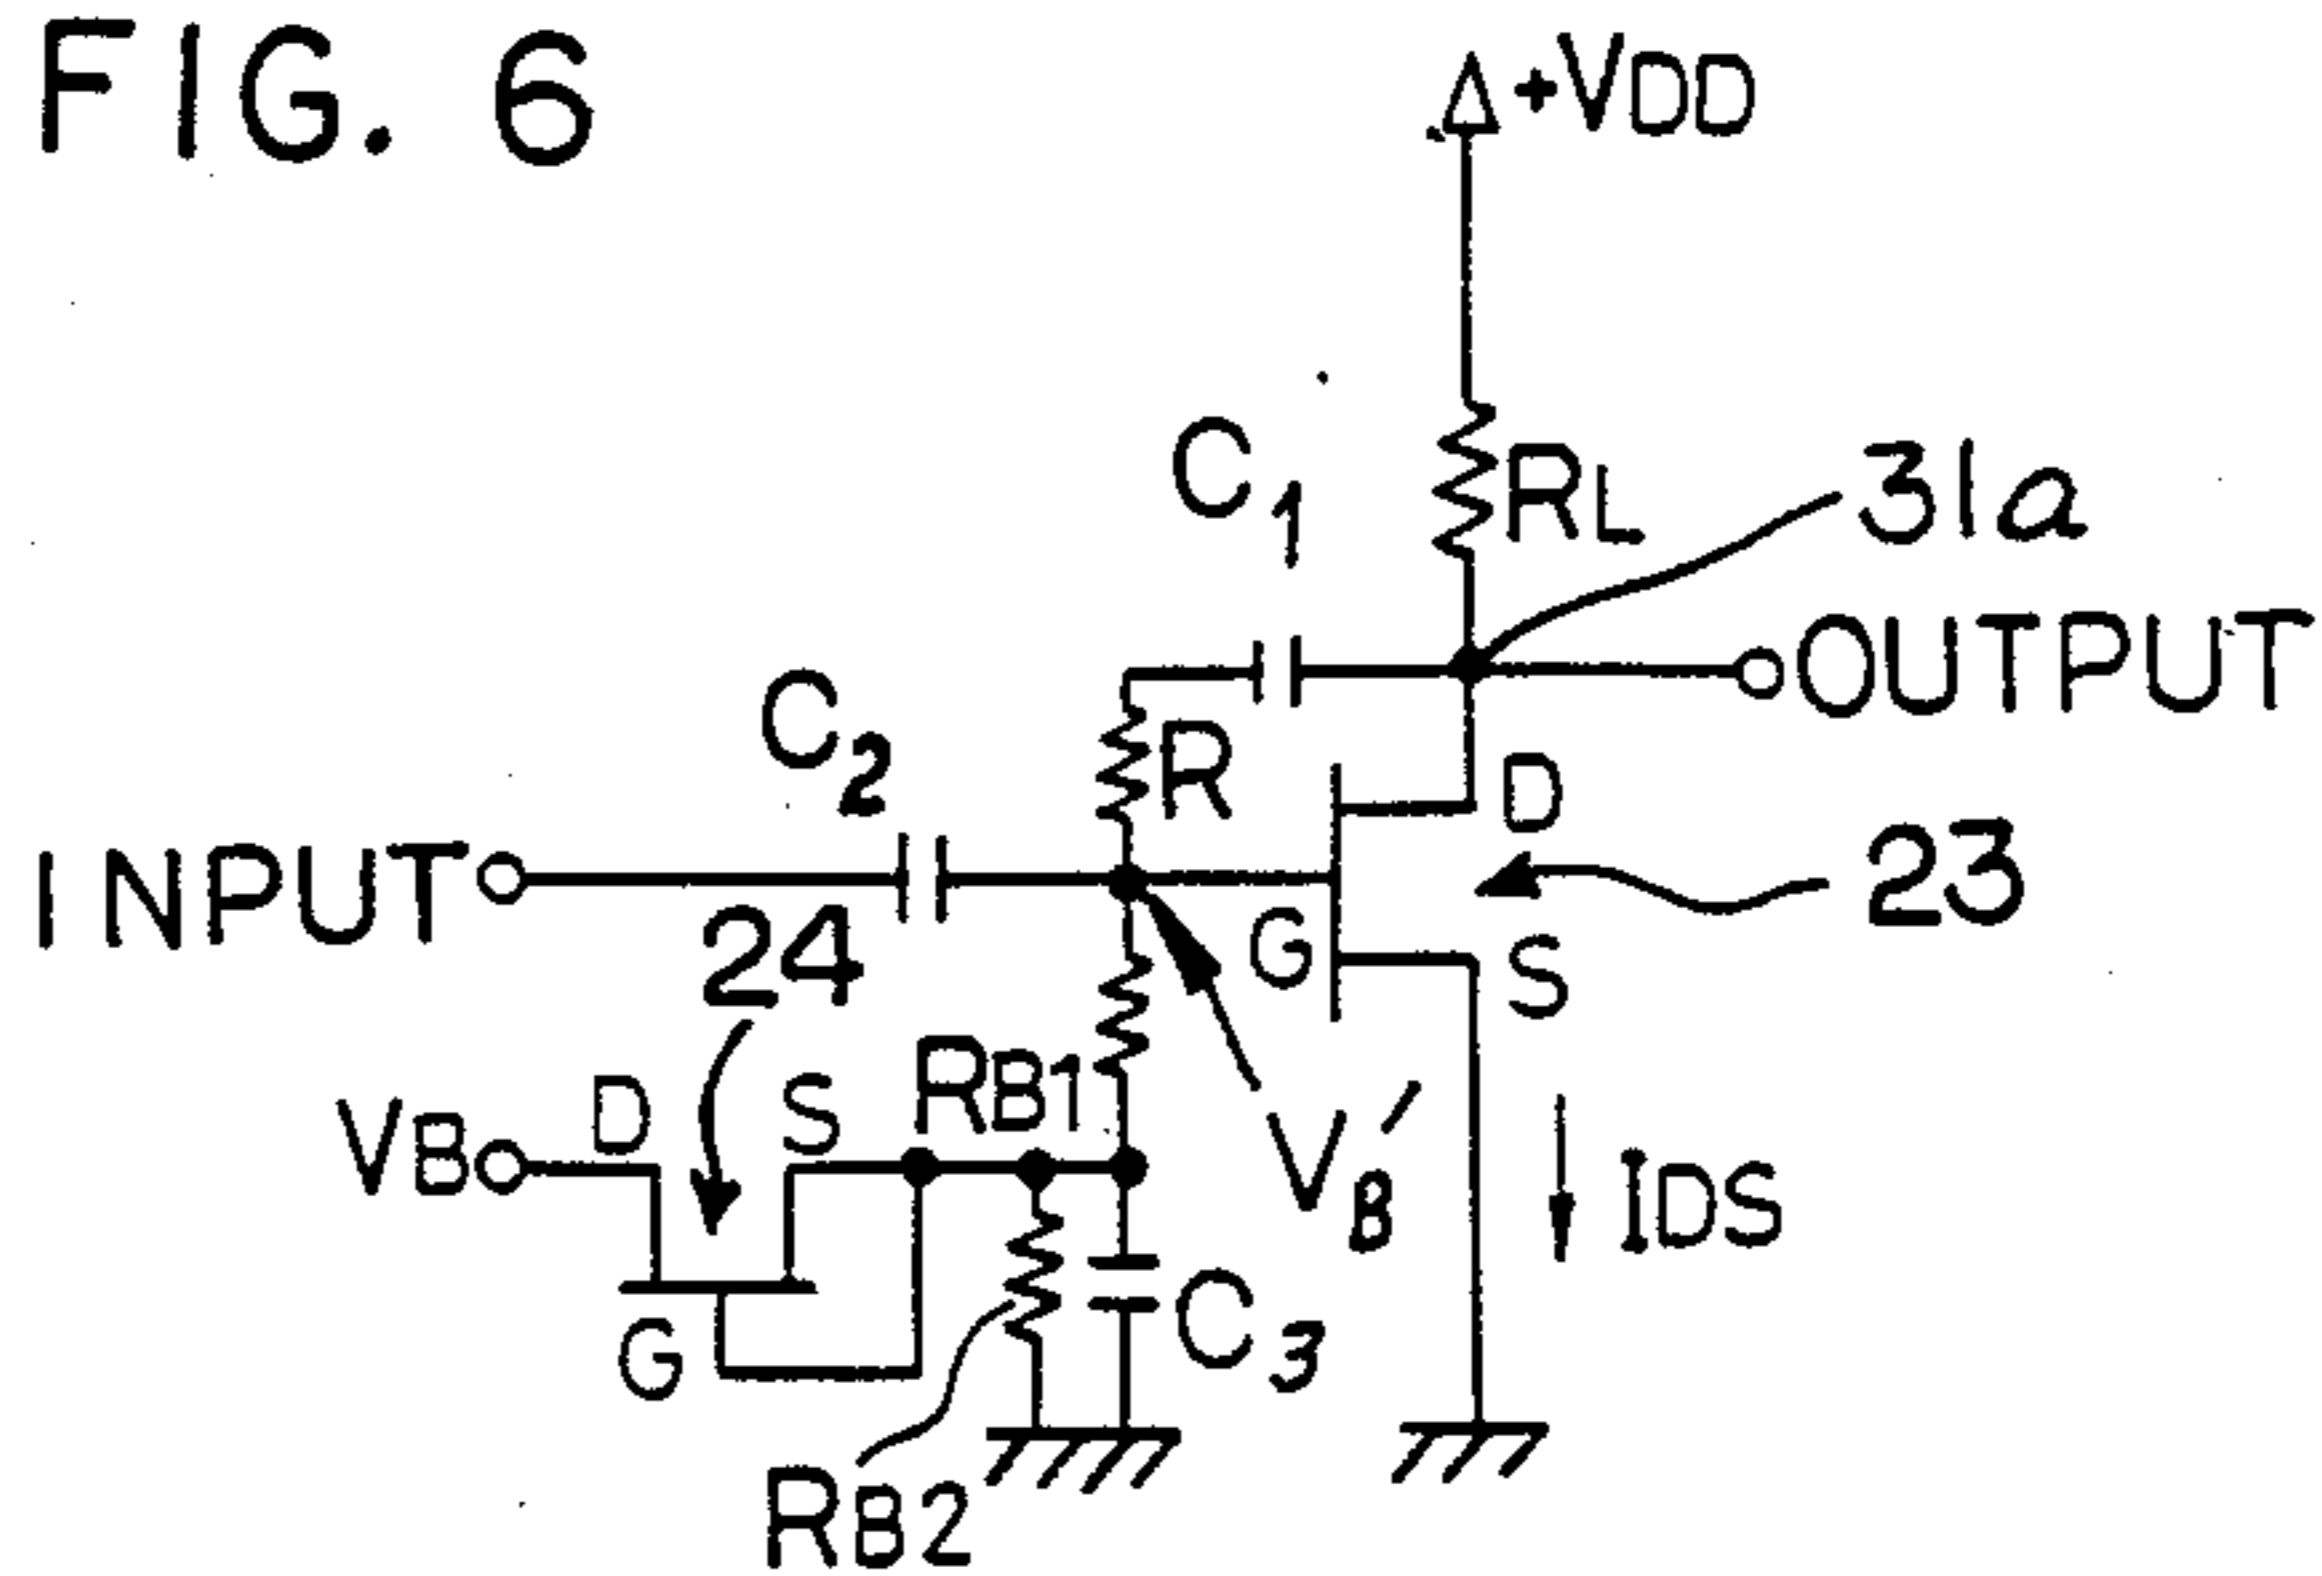 FIG. 6
+VDD
C1
RL
31a
OUTPUT
C2
R
D
INPUT
23
24
G
S
RB1
D
S
VB
VB'
IDS
G
C3
RB2